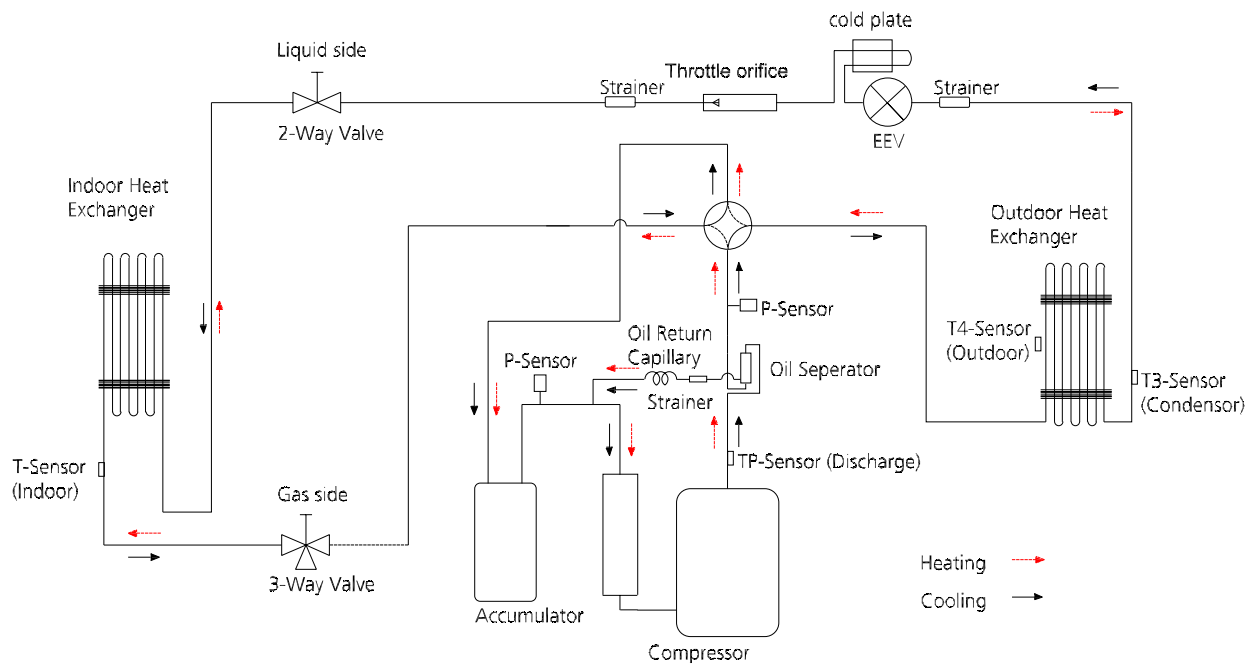 cold plate
Liquid side
Throttle orifice
Strainer
Strainer
2-Way Valve
EEV
Indoor Heat
Exchanger
Outdoor Heat
Exchanger
P-Sensor
T4-Sensor
(Outdoor)
Oil Return
Capillary
P-Sensor
Oil Seperator
Strainer
T3-Sensor
(Condensor)
T-Sensor
(Indoor)
TP-Sensor (Discharge)
Gas side
3-Way Valve
Heating
Cooling
Accumulator
Compressor